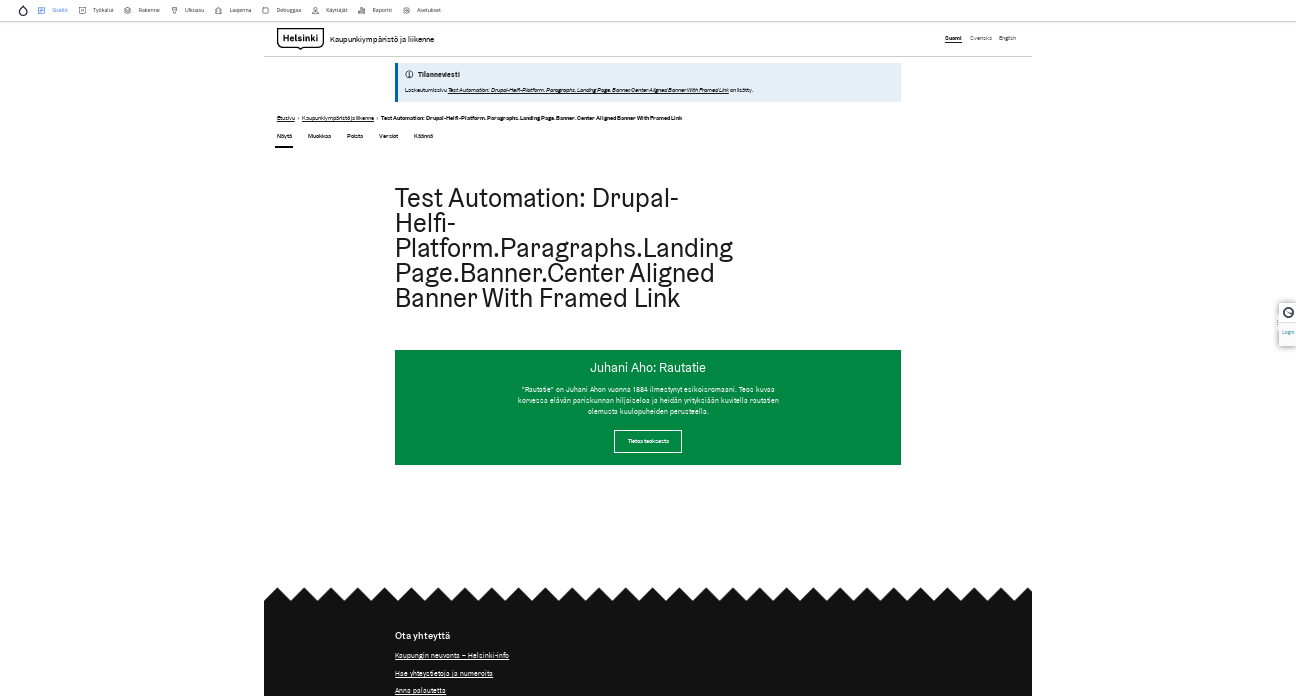 Sisältö Työkalut Rakenne Ulkoasu Laajenna Debuggaa Käyttäjät Raportit Asetukset
Helsinki Kaupunkiympäristö ja liikenne Suomi Svenska English
Tilanneviesti
Laskeutumissivu Test Automation: Drupal-Helfi-Platform.Paragraphs.Landing Page.Banner.Center Aligned Banner With Framed Link on lisätty.
Etusivu › Kaupunkiympäristö ja liikenne › Test Automation: Drupal-Helfi-Platform.Paragraphs.Landing Page.Banner.Center Aligned Banner With Framed Link
Näytä Muokkaa Poista Versiot Käännä
Test Automation: Drupal-
Helfi-
Platform.Paragraphs.Landing
Page.Banner.Center Aligned
Banner With Framed Link
Login
Juhani Aho: Rautatie
"Rautatie" on Juhani Ahon vuonna 1884 ilmestynyt esikoisromaani. Teos kuvaa
korvessa elävän pariskunnan hiljaiseloa ja heidän yrityksiään kuvitella rautatien
olemusta kuulopuheiden perusteella.
Tietoa teoksesta
Ota yhteyttä
Kaupungin neuvonta – Helsinki-info
Hae yhteystietoja ja numeroita
Anna palautetta